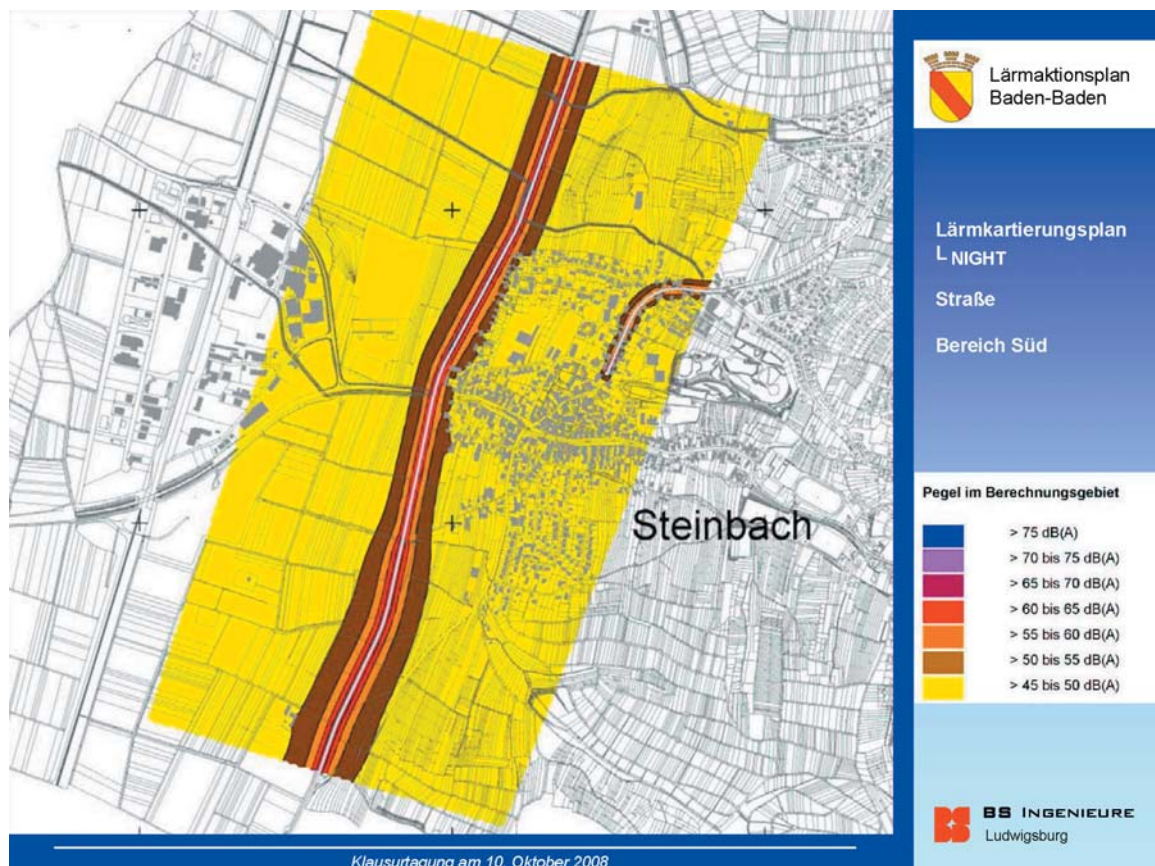 Lärmaktionsplan
Baden-Baden
Lärmkartierungsplan
L NIGHT
Straße
Bereich Süd
Steinbach
Pegel im Berechnungsgebiet
> 75 dB(A)
> 70 bis 75 dB(A)
> 65 bis 70 dB(A)
> 60 bis 65 dB(A)
> 55 bis 60 dB(A)
> 50 bis 55 dB(A)
> 45 bis 50 dB(A)
BS INGENIEURE
Ludwigsburg
Klausurtagung am 10. Oktober 2008